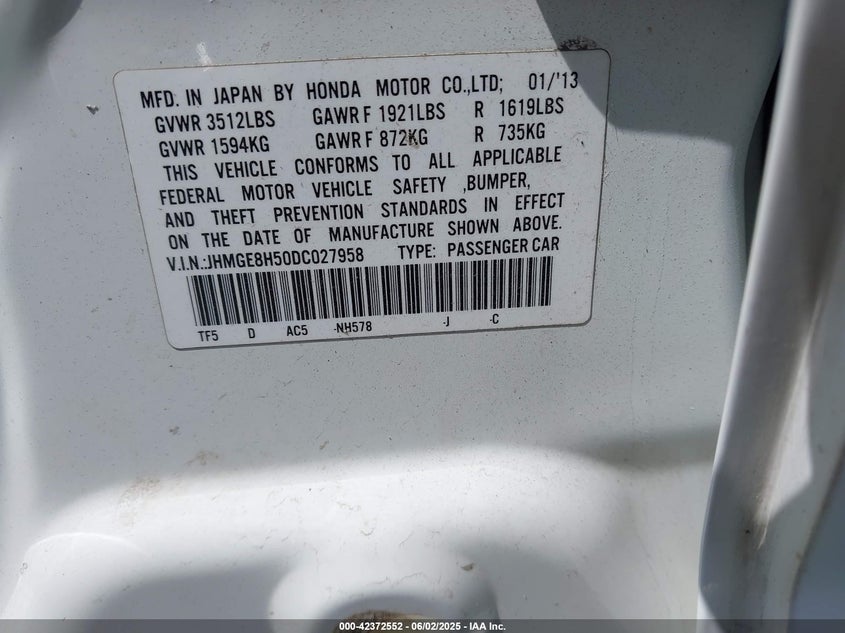 MFD. IN JAPAN BY HONDA MOTOR CO.,LTD; 01/'13
GVWR 3512LBS GAWR F 1921LBS R 1619LBS
GVWR 1594KG GAWR F 872KG R 735KG
THIS VEHICLE CONFORMS TO ALL APPLICABLE
FEDERAL MOTOR VEHICLE SAFETY ,BUMPER,
AND THEFT PREVENTION STANDARDS IN EFFECT
ON THE DATE OF MANUFACTURE SHOWN ABOVE.
V.I.N.:JHMGE8H50DC027958 TYPE: PASSENGER CAR
TF5 D AC5 -NH578 -J -C
000-42372552 - 06/02/2025 - IAA Inc.